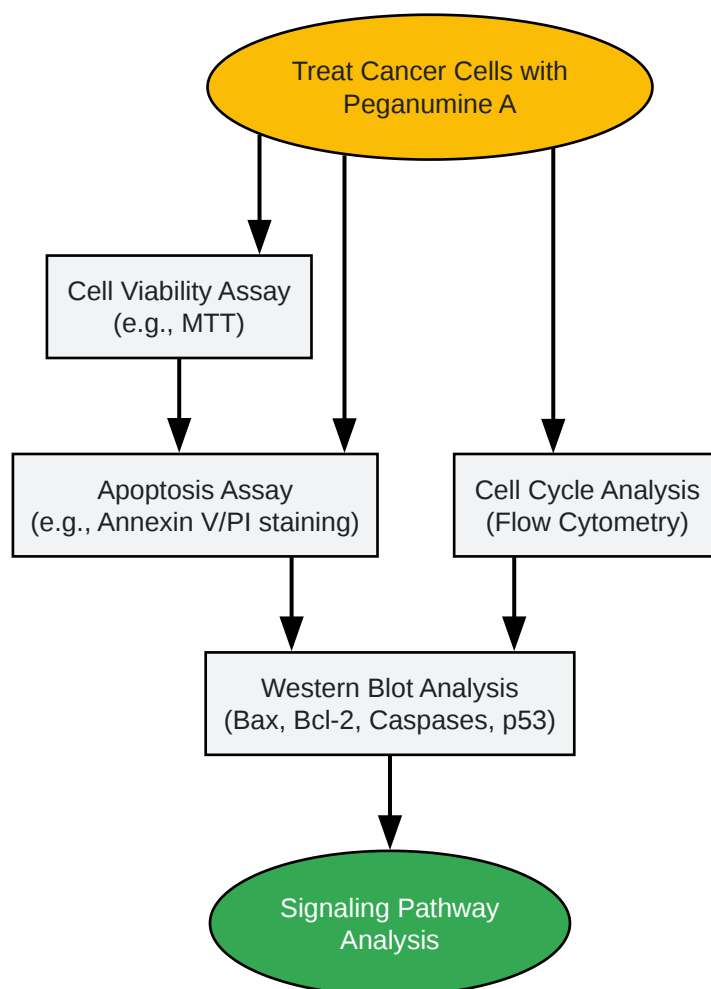 Treat Cancer Cells with
Peganumine A
Cell Viability Assay
(e.g., MTT)
Apoptosis Assay
(e.g., Annexin V/PI staining)
Cell Cycle Analysis
(Flow Cytometry)
Western Blot Analysis
(Bax, Bcl-2, Caspases, p53)
Signaling Pathway
Analysis